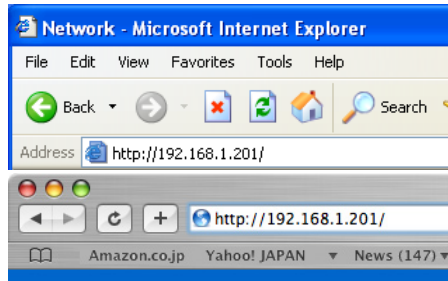 Network - Microsoft Internet Explorer
File Edit View Favorites Tools Help
Back Search
Address http://192.168.1.201/
http://192.168.1.201/
Amazon.co.jp Yahoo! JAPAN News (147)